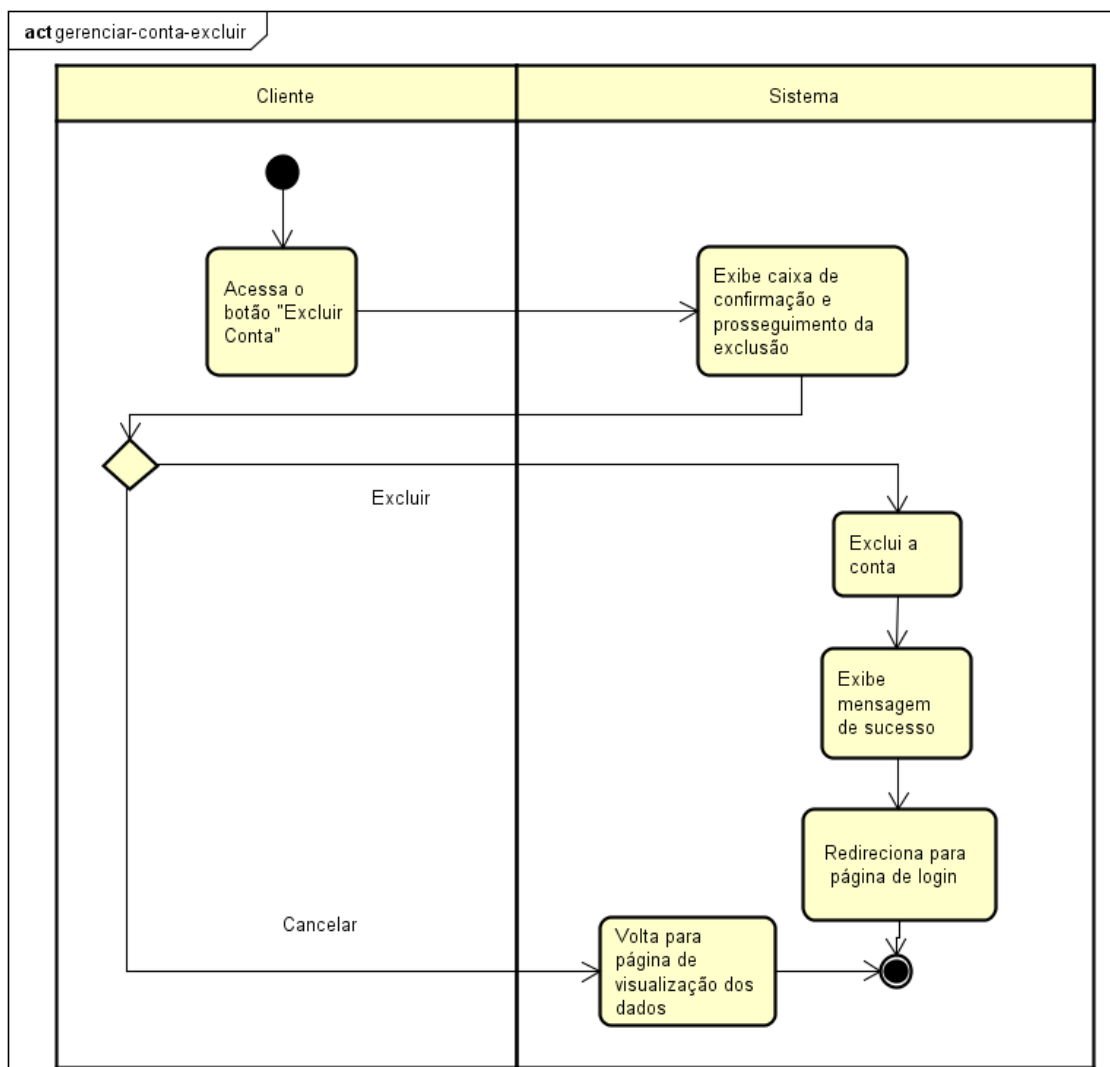 act gerenciar-conta-excluir
Cliente
Sistema
Acessa o
botão "Excluir
Conta"
Exibe caixa de
confirmação e
prosseguimento da
exclusão
Excluir
Exclui a
conta
Exibe
mensagem
de sucesso
Redireciona para
página de login
Cancelar
Volta para
página de
visualização dos
dados